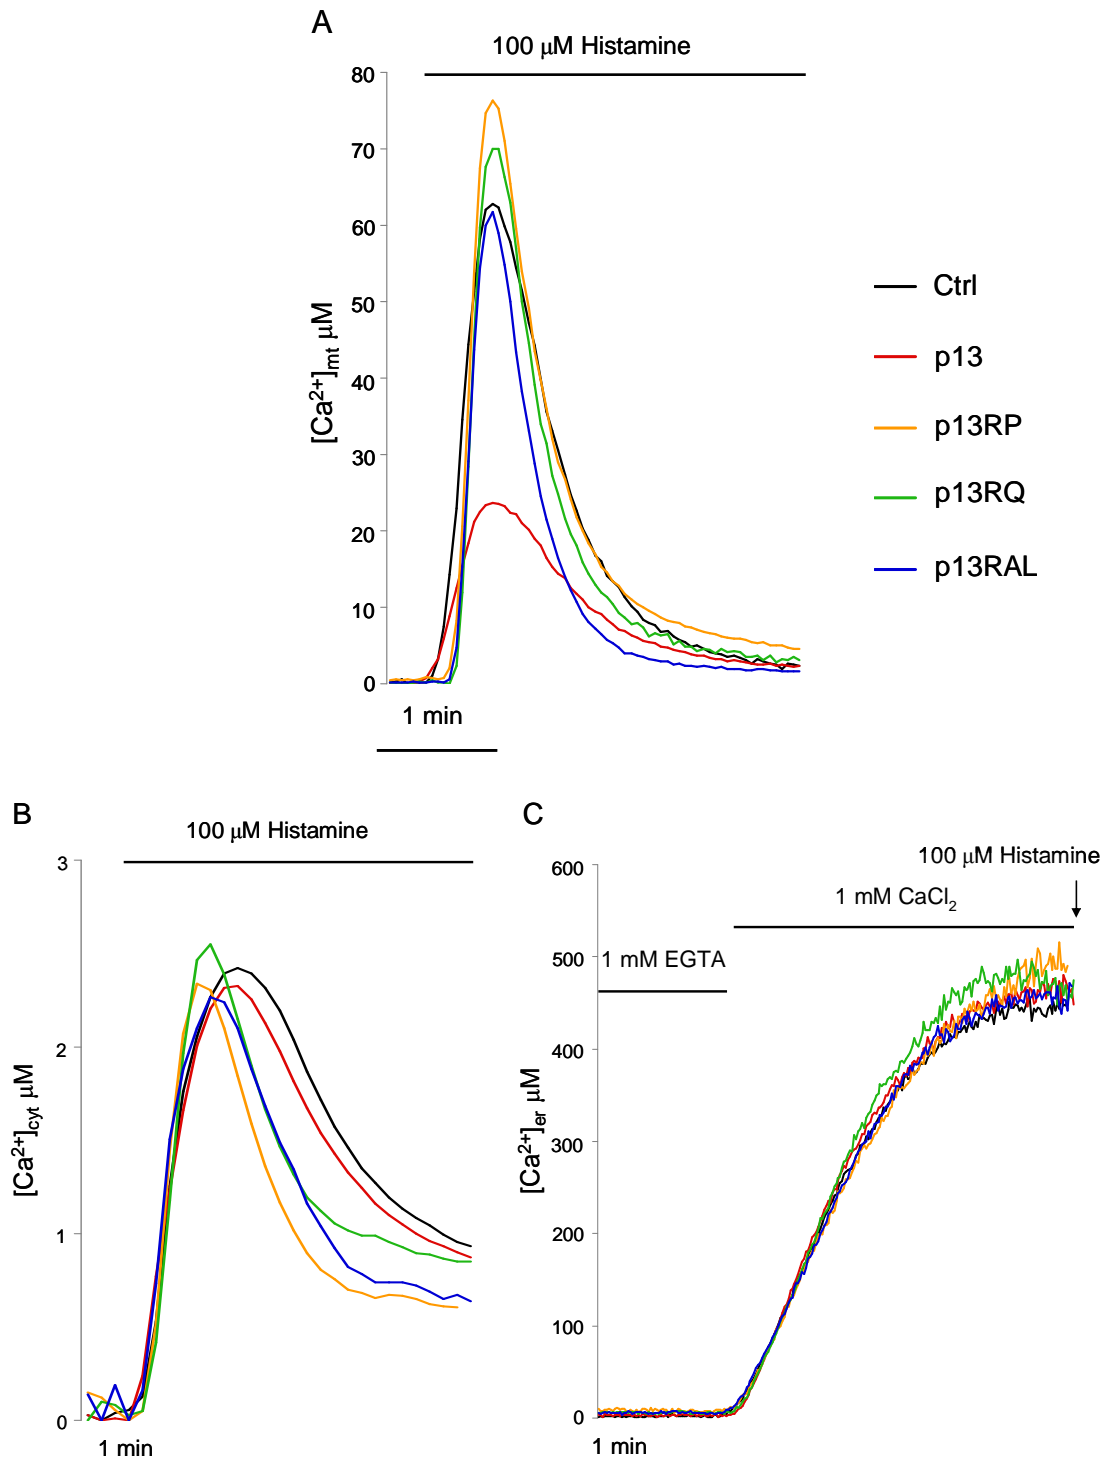 A
100 μM Histamine
80
70
60
50
40
30
20
10
0
[Ca2+]mt μM
1 min
Ctrl
p13
p13RP
p13RQ
p13RAL
B
100 μM Histamine
3
2
1
0
[Ca2+]cyt μM
1 min
C
100 μM Histamine
1 mM CaCl2
1 mM EGTA
600
500
400
300
200
100
0
[Ca2+]er μM
1 min